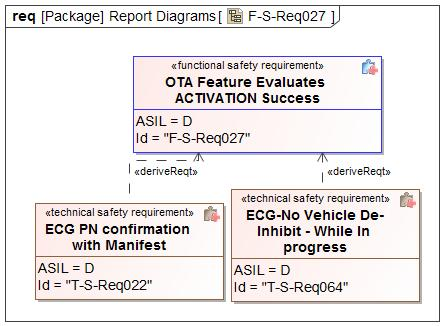 req [Package] Report Diagrams[ F-S-Req027 ]
«functional safety requirement»
OTA Feature Evaluates
ACTIVATION Success
ASIL = D
Id = "F-S-Req027"
«deriveReqt»
«deriveReqt»
«technical safety requirement»
ECG PN confirmation
with Manifest
ASIL = D
Id = "T-S-Req022"
«technical safety requirement»
ECG-No Vehicle De-
Inhibit - While In
progress
ASIL = D
Id = "T-S-Req064"